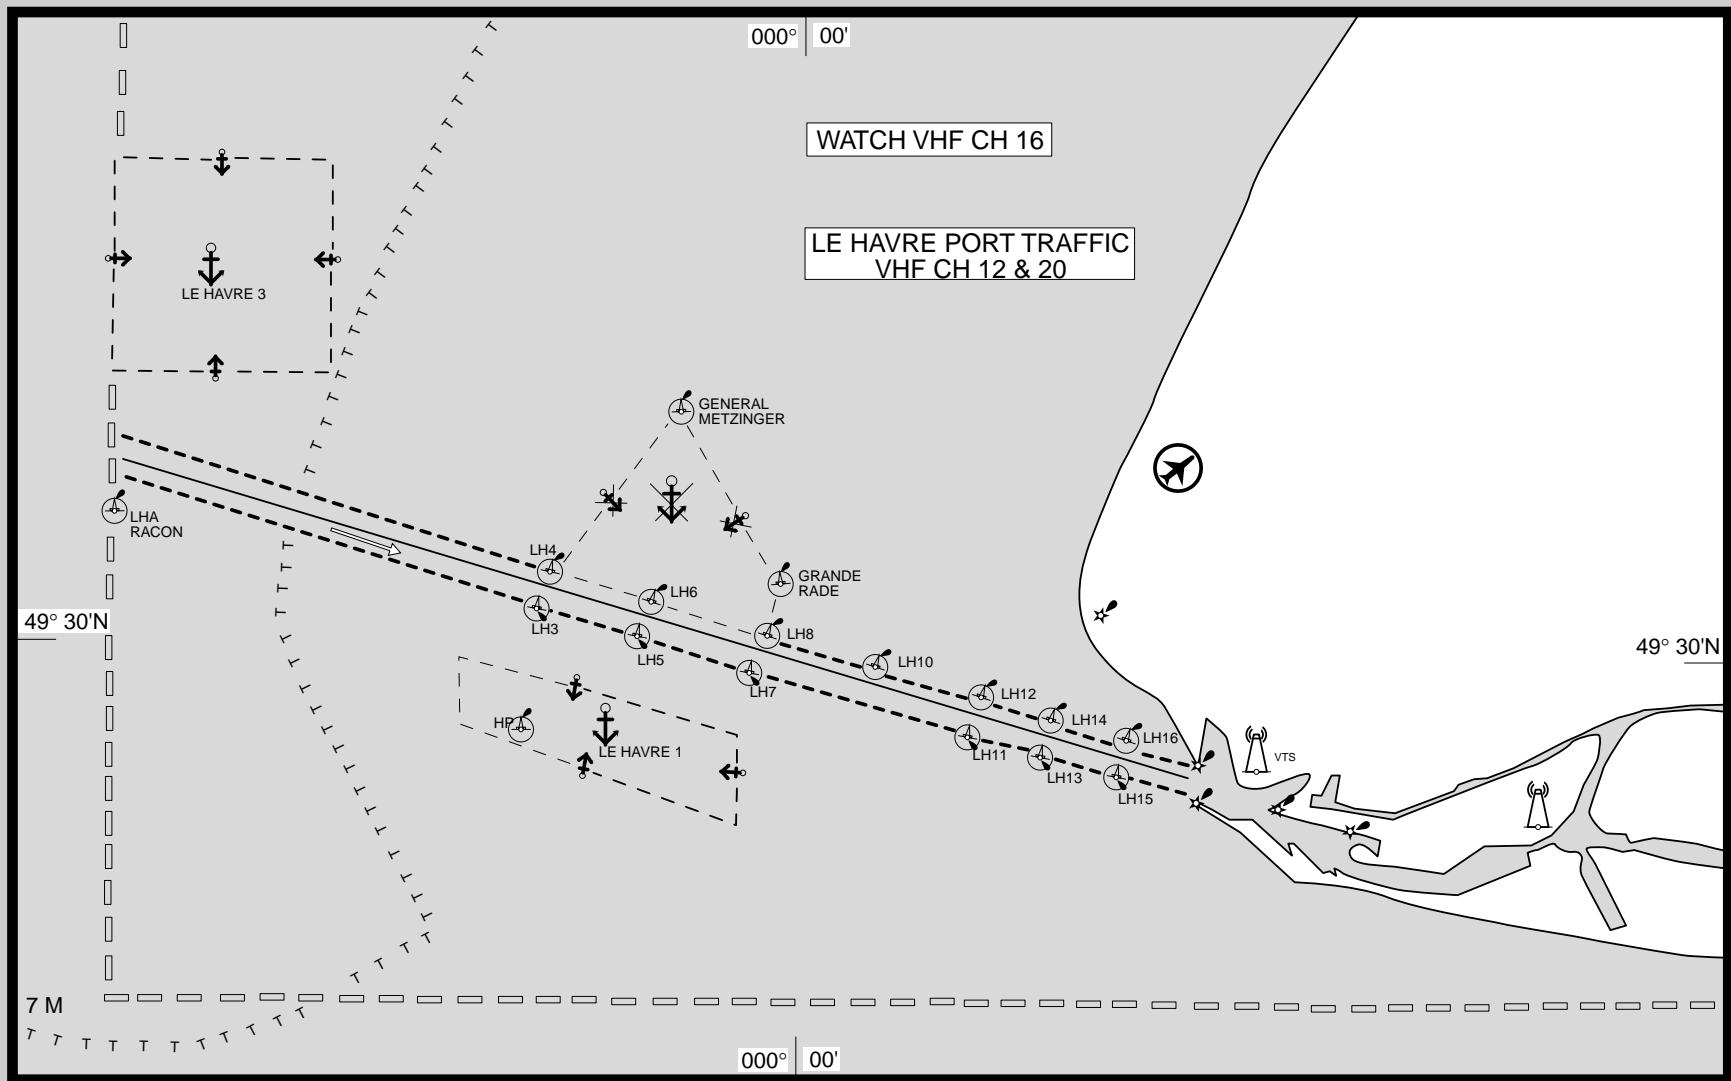 000° 00'
WATCH VHF CH 16
LE HAVRE PORT TRAFFIC
VHF CH 12 & 20
LE HAVRE 3
GENERAL
METZINGER
LHA
RACON
LH4
GRANDE
RADE
LH6
49° 30'N
LH3
LH8
49° 30'N
LH5
LH10
LH7
LH12
HP
LH14
LH16
LE HAVRE 1
LH11
VTS
LH13
LH15
7 M
T T T T T T T T T T T T T T T T T T T T T T T T T T T T T T T T T T T T T T T T T T T T T T T T T T T T T T T T T T T T T T T T T T
000° 00'